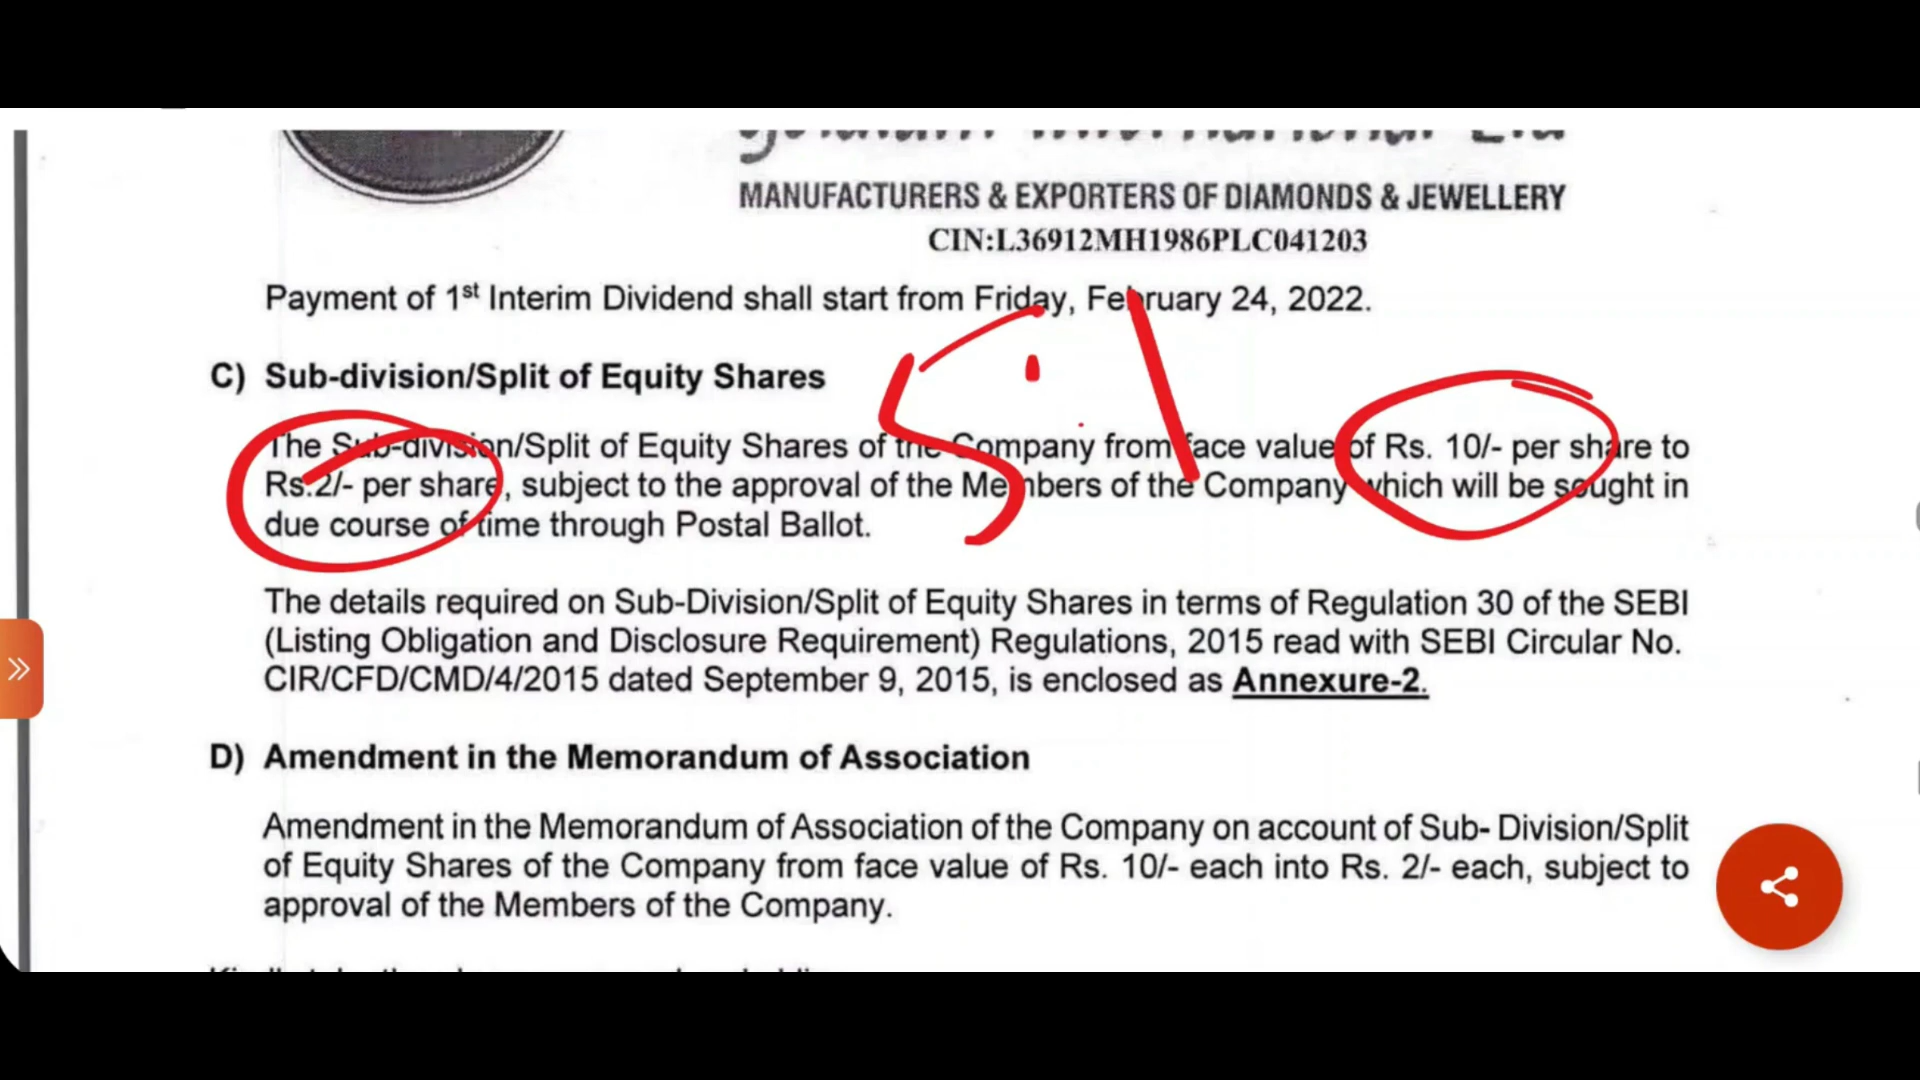 MANUFACTURERS & EXPORTERS OF DIAMONDS & JEWELLERY
CIN:L36912MH1986PLC041203
Payment of 1st Interim Dividend shall start from Friday, February 24, 2022.
C) Sub-division/Split of Equity Shares
The Sub-division/Split of Equity Shares of the Company from face value of Rs. 10/- per share to
Rs.2/- per share, subject to the approval of the Members of the Company which will be sought in
due course of time through Postal Ballot.
5:1
The details required on Sub-Division/Split of Equity Shares in terms of Regulation 30 of the SEBI
(Listing Obligation and Disclosure Requirement) Regulations, 2015 read with SEBI Circular No.
CIR/CFD/CMD/4/2015 dated September 9, 2015, is enclosed as Annexure-2.
D) Amendment in the Memorandum of Association
Amendment in the Memorandum of Association of the Company on account of Sub- Division/Split
of Equity Shares of the Company from face value of Rs. 10/- each into Rs. 2/- each, subject to
approval of the Members of the Company.